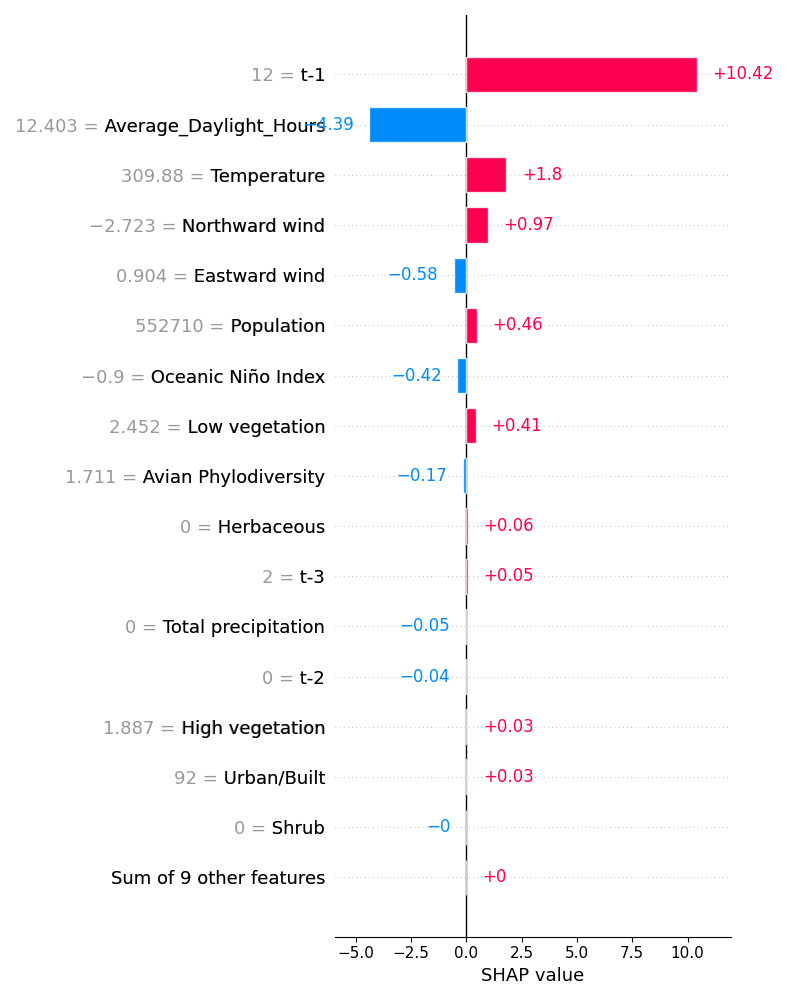 12 = t-1 +10.42
12.403 = Average_Daylight_Hours −4.39
309.88 = Temperature +1.8
−2.723 = Northward wind +0.97
0.904 = Eastward wind −0.58
552710 = Population +0.46
−0.9 = Oceanic Niño Index −0.42
2.452 = Low vegetation +0.41
1.711 = Avian Phylodiversity −0.17
0 = Herbaceous +0.06
2 = t-3 +0.05
0 = Total precipitation −0.05
0 = t-2 −0.04
1.887 = High vegetation +0.03
92 = Urban/Built +0.03
0 = Shrub −0
Sum of 9 other features +0
−5.0 −2.5 0.0 2.5 5.0 7.5 10.0
SHAP value